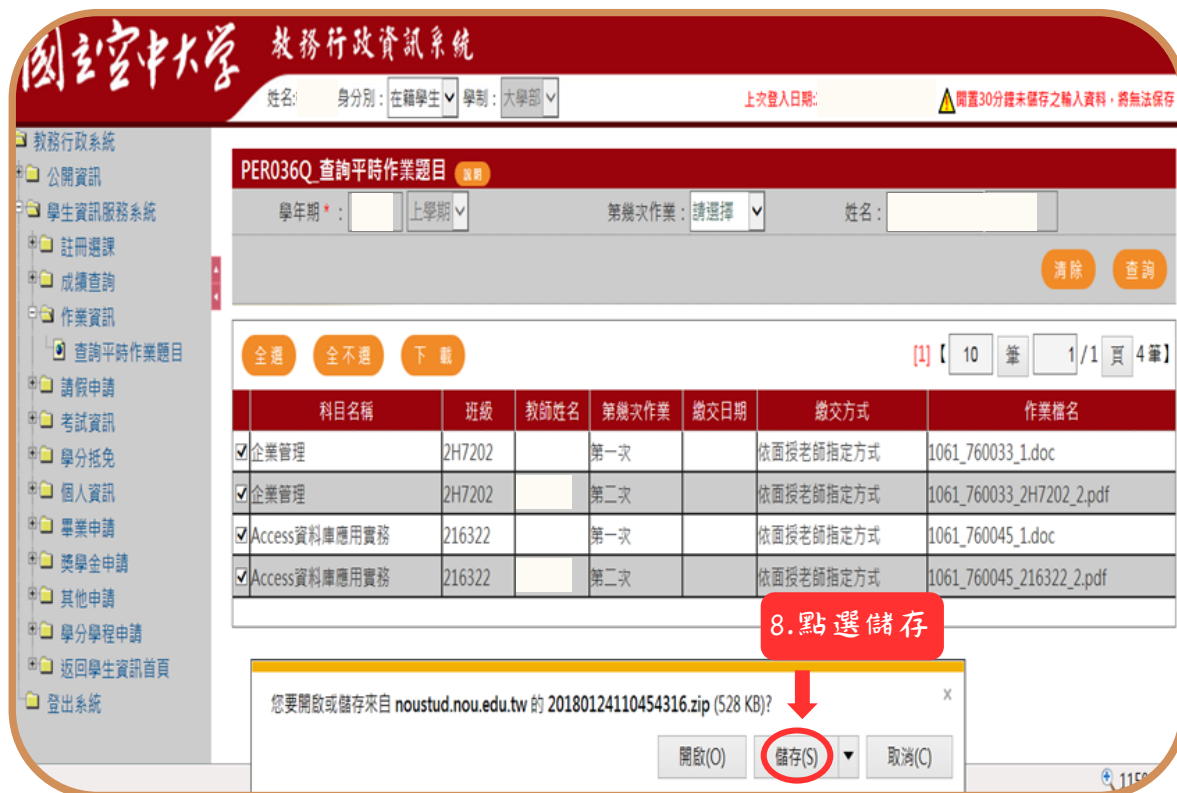 國立空中大學 教務行政資訊系統
姓名: 身分別：在籍學生 學制：大學部 上次登入日期: 閒置30分鐘未儲存之輸入資料，將無法保存
教務行政系統
公開資訊
學生資訊服務系統
註冊選課
成績查詢
作業資訊
查詢平時作業題目
請假申請
考試資訊
學分抵免
個人資訊
畢業申請
獎學金申請
其他申請
學分學程申請
返回學生資訊首頁
登出系統
PER036Q_查詢平時作業題目 說明
學年期*： 上學期 第幾次作業：請選擇 姓名：
清除 查詢
全選 全不選 下載 [1]【 10 筆 1 /1 頁 4筆】
科目名稱 班級 教師姓名 第幾次作業 繳交日期 繳交方式 作業檔名
企業管理 2H7202 第一次 依面授老師指定方式 1061_760033_1.doc
企業管理 2H7202 第二次 依面授老師指定方式 1061_760033_2H7202_2.pdf
Access資料庫應用實務 216322 第一次 依面授老師指定方式 1061_760045_1.doc
Access資料庫應用實務 216322 第二次 依面授老師指定方式 1061_760045_216322_2.pdf
8.點選儲存
您要開啟或儲存來自 noustud.nou.edu.tw 的 20180124110454316.zip (528 KB)? x
開啟(O) 儲存(S) 取消(C)